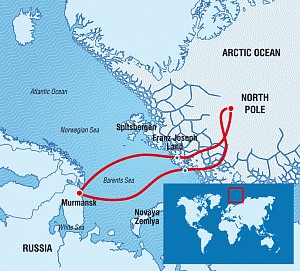 ARCTIC OCEAN
Atlantic Ocean
NORTH
POLE
Norwegian Sea
Spitsbergen
Franz-Joseph
Land
Barents Sea
Murmansk
Novaya
Zemlya
White Sea
RUSSIA